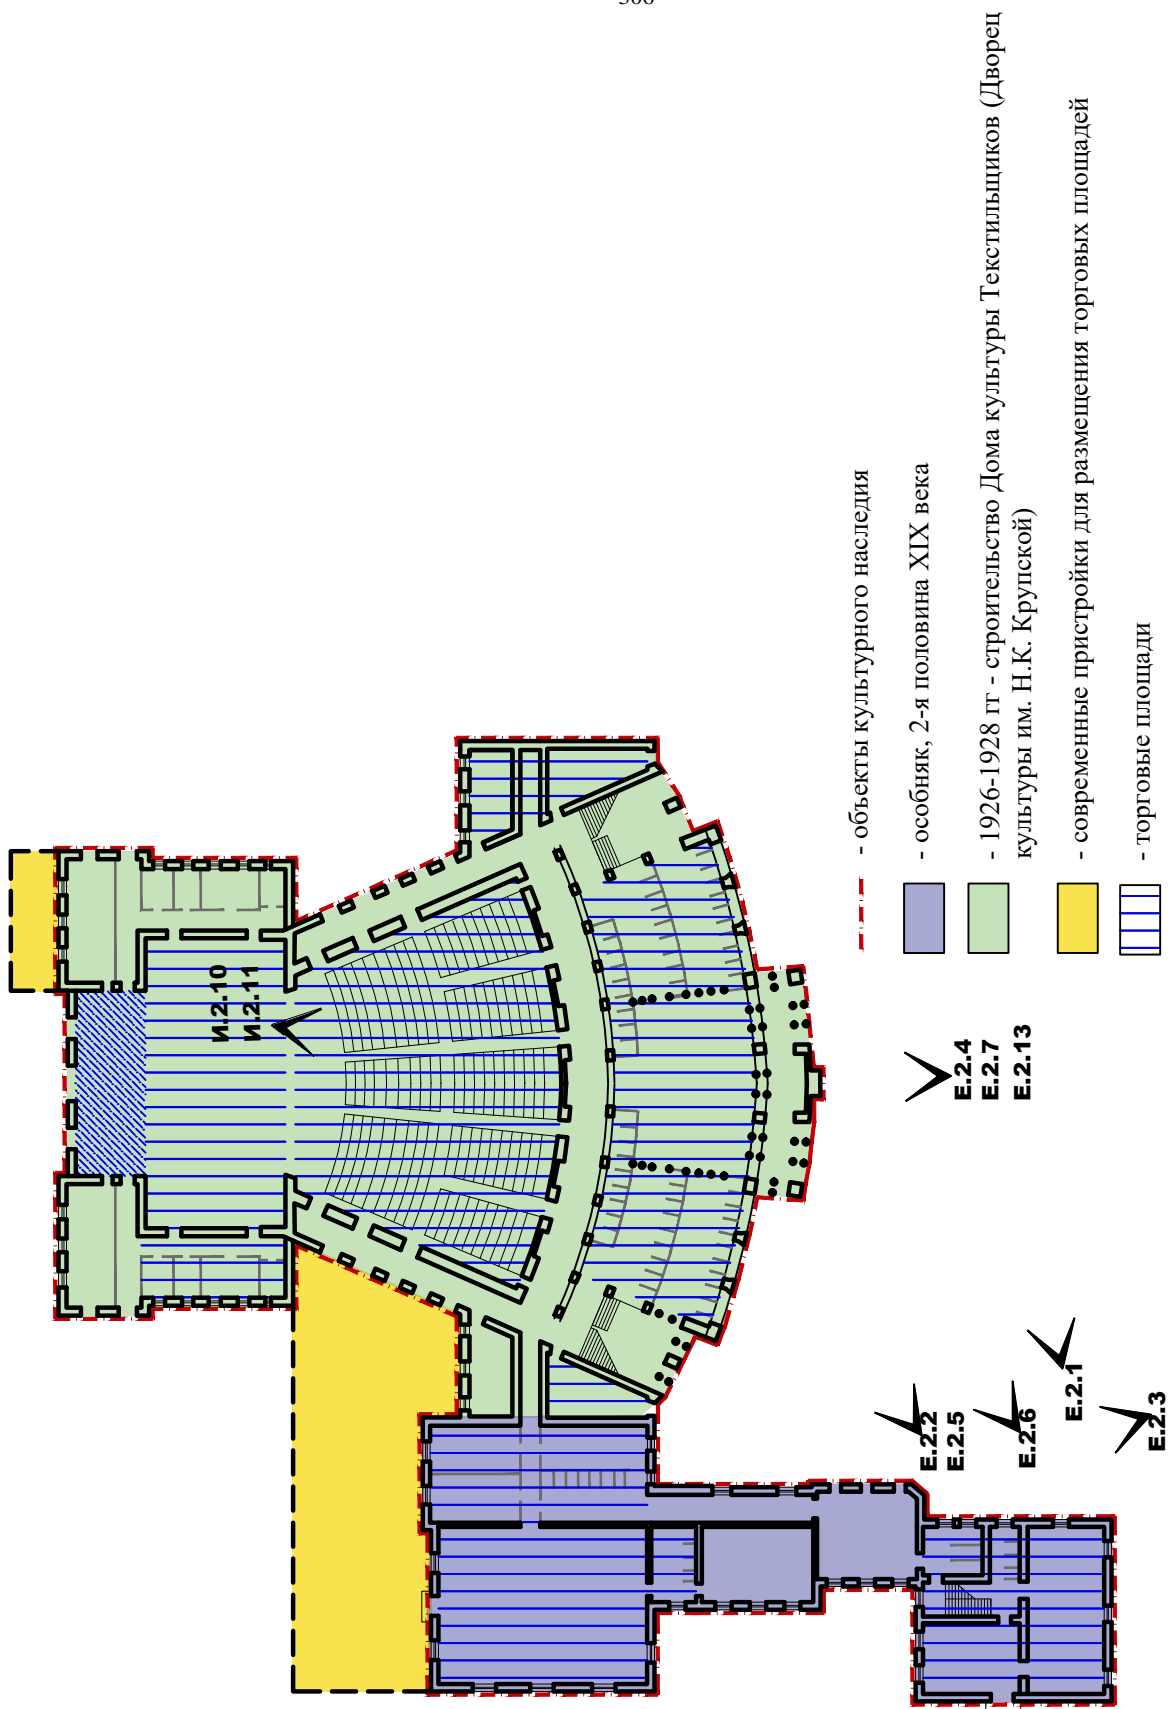 И.2.10
И.2.11
Е.2.4
Е.2.7
Е.2.13
Е.2.2
Е.2.5
Е.2.6
Е.2.1
Е.2.3
- объекты культурного наследия
- особняк, 2-я половина XIX века
- 1926-1928 гг - строительство Дома культуры Текстильщиков (Дворец
культуры им. Н.К. Крупской)
- современные пристройки для размещения торговых площадей
- торговые площади